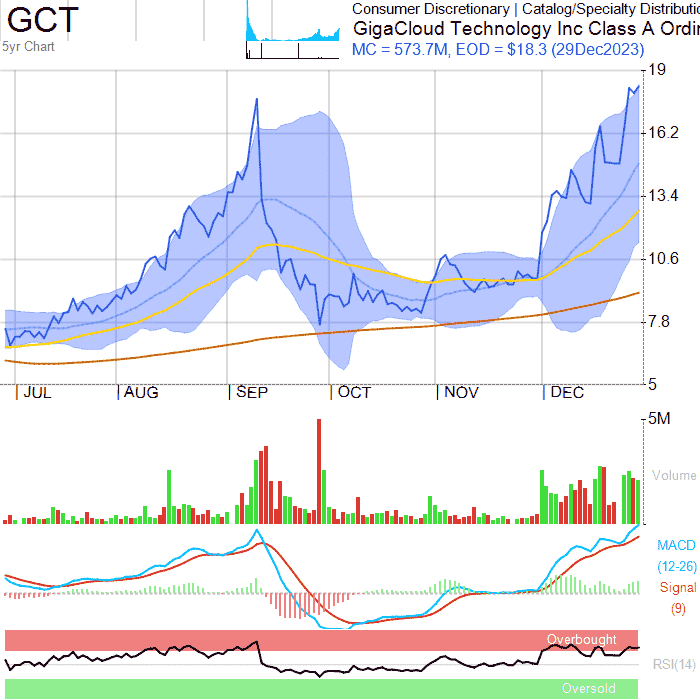 GCT
5yr Chart
Consumer Discretionary | Catalog/Specialty Distributio
GigaCloud Technology Inc Class A Ordin
MC = 573.7M, EOD = $18.3 (29Dec2023)
19
16.2
13.4
10.6
7.8
5
JUL AUG SEP OCT NOV DEC
5M
Volume
MACD
(12-26)
Signal
(9)
Overbought
RSI(14)
Oversold